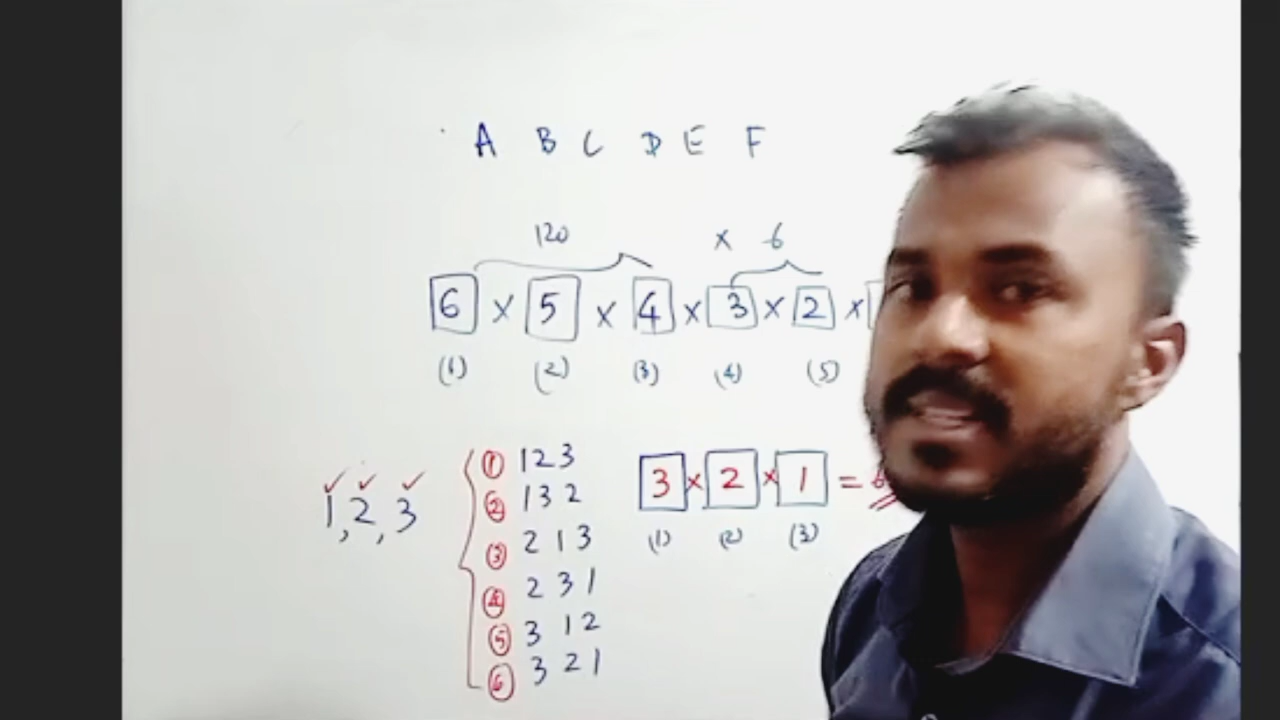 A B C D E F
120 × 6
6 × 5 × 4 × 3 × 2 ×
(1) (2) (3) (4) (5)
1, 2, 3
① 1 2 3
② 1 3 2
③ 2 1 3
④ 2 3 1
⑤ 3 1 2
⑥ 3 2 1
3 × 2 × 1 = 6
(1) (2) (3)